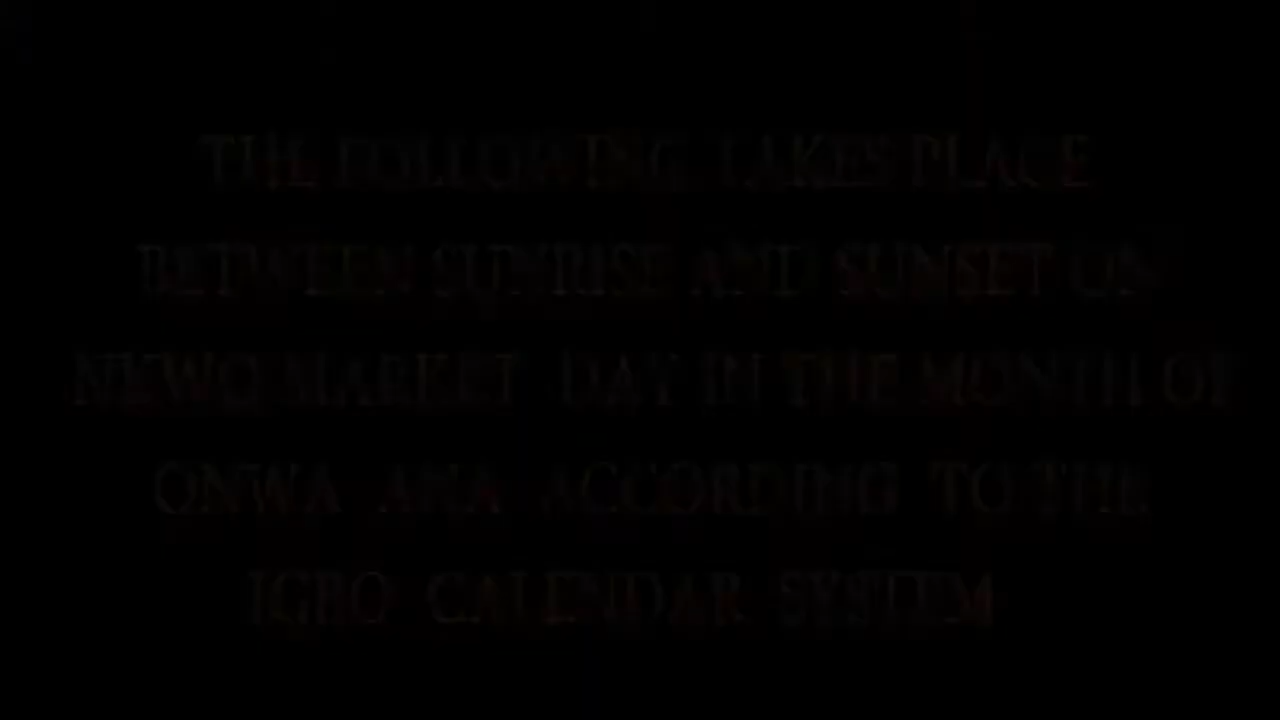 THE FOLLOWING TAKES PLACE
BETWEEN SUNRISE AND SUNSET ON
NKWO MARKET DAY IN THE MONTH OF
ONWA ANA ACCORDING TO THE
IGBO CALENDAR SYSTEM